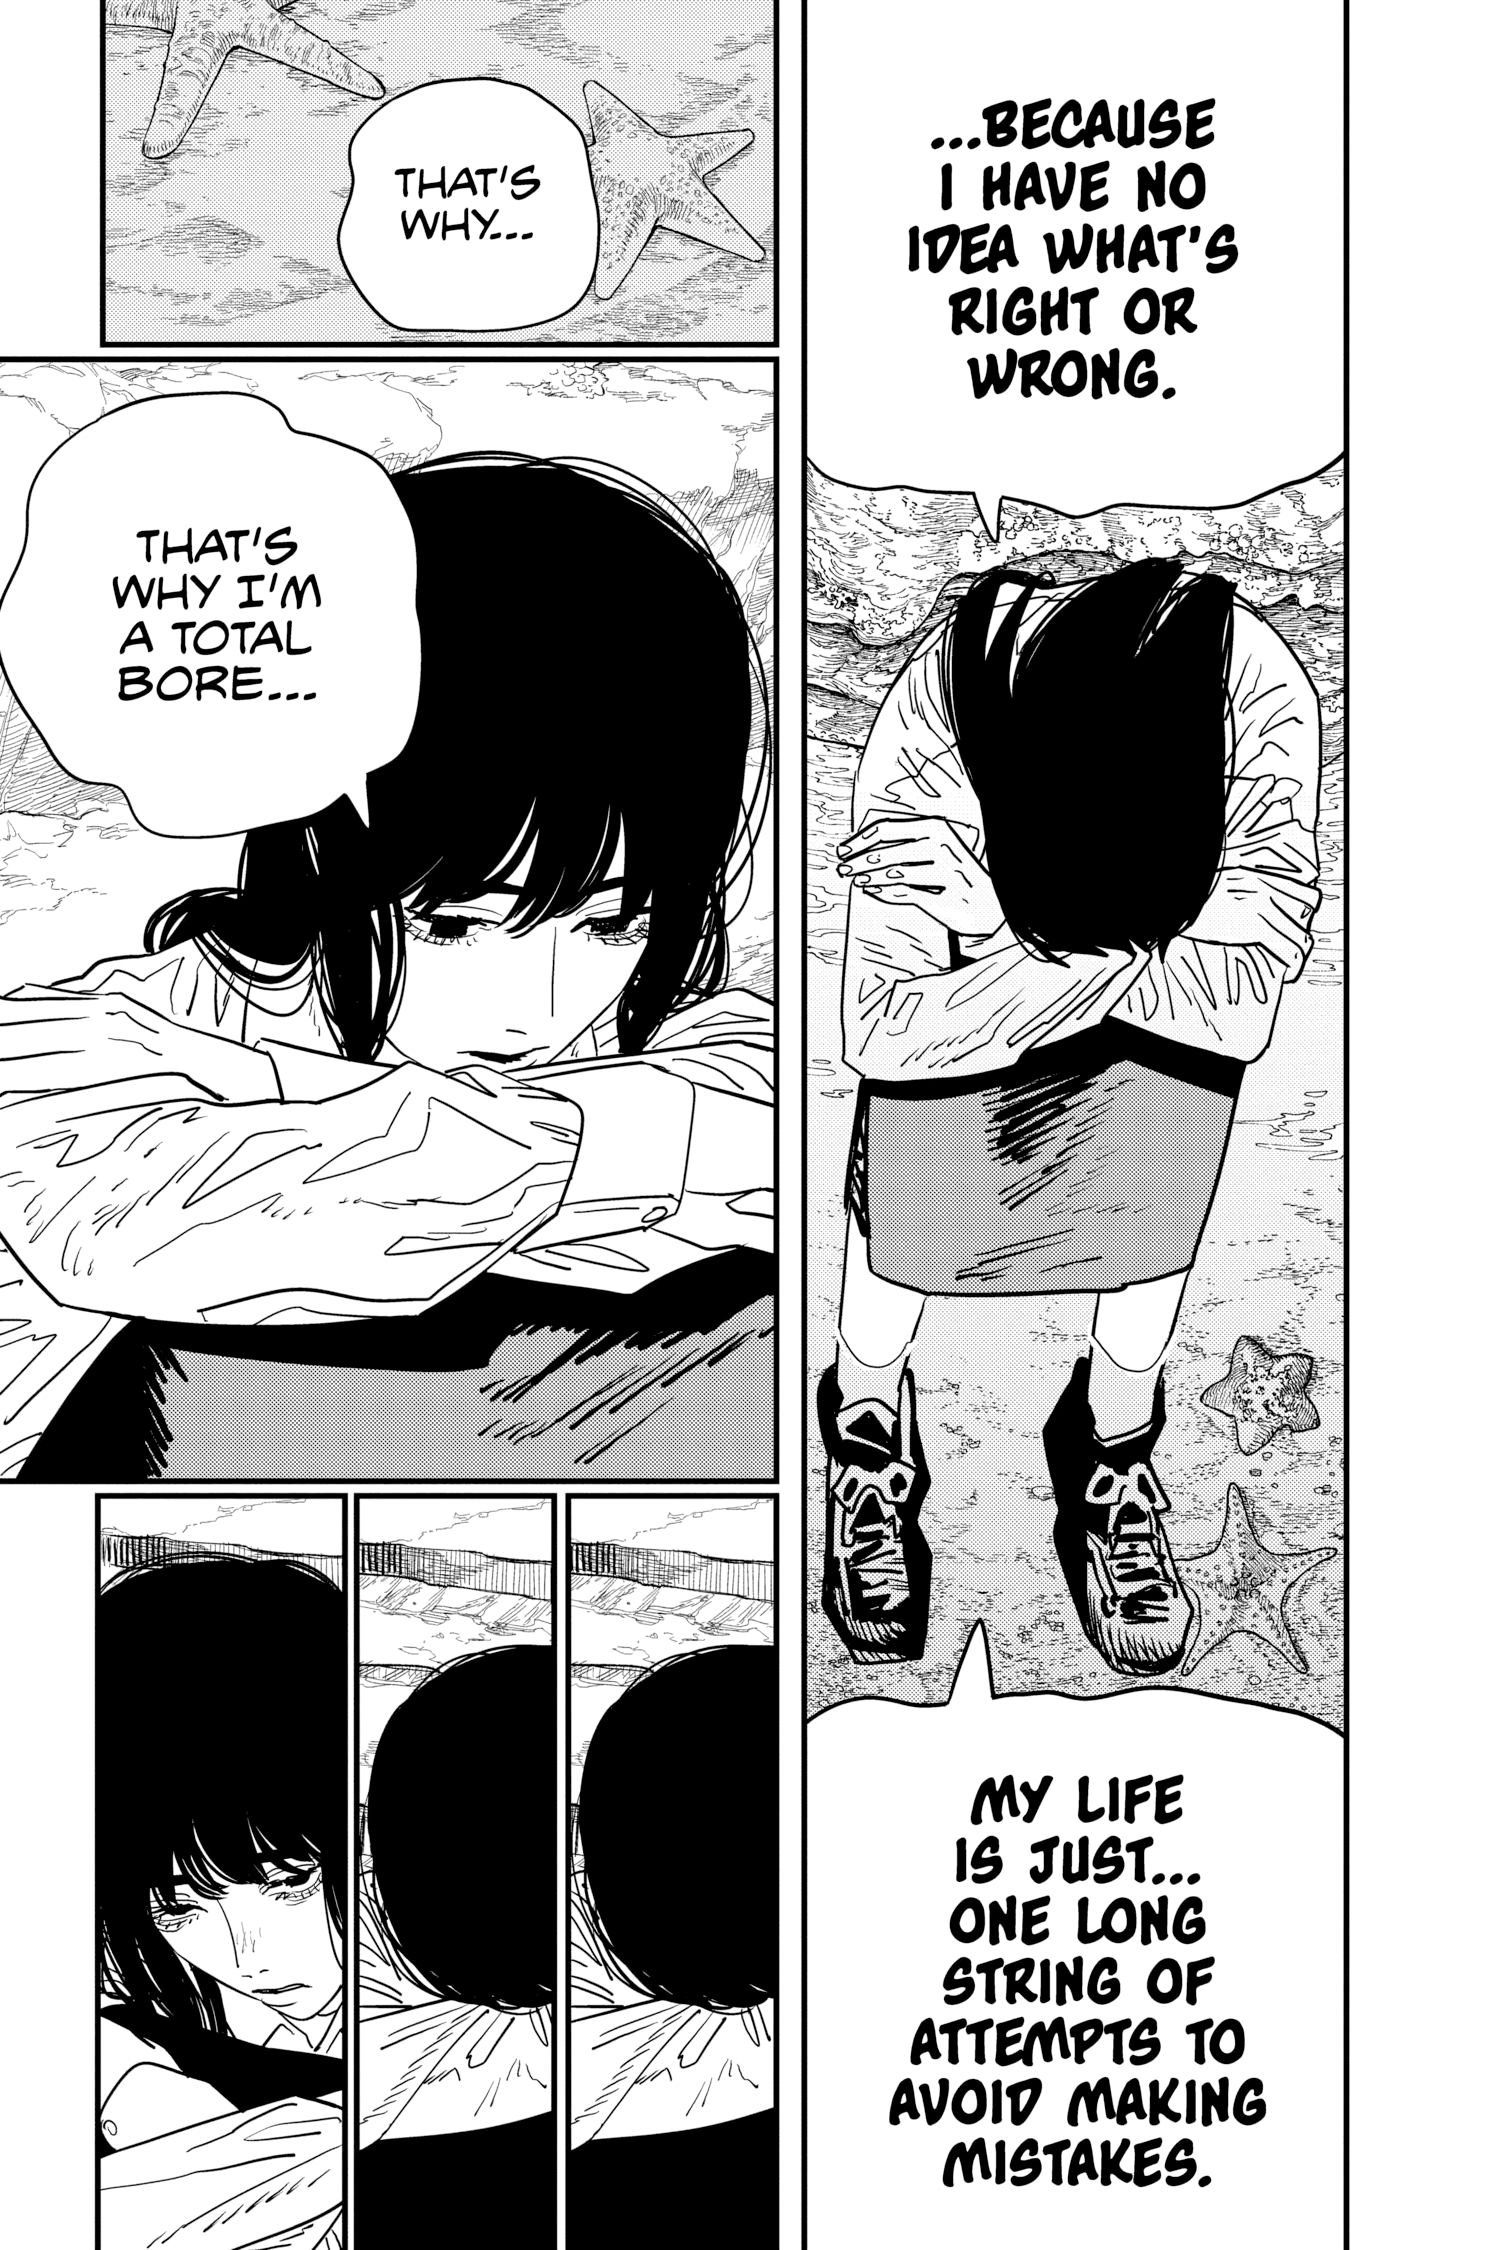 ...BECAUSE
I HAVE NO
IDEA WHAT'S
RIGHT OR
WRONG.
MY LIFE
IS JUST...
ONE LONG
STRING OF
ATTEMPTS TO
AVOID MAKING
MISTAKES.
THAT'S
WHY...
THAT'S
WHY I'M
A TOTAL
BORE...